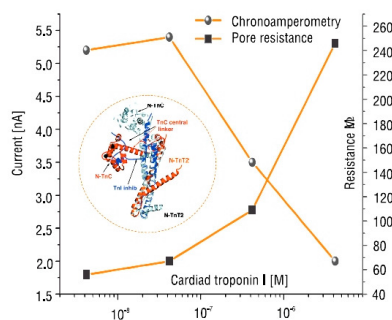 Chronoamperometry
Pore resistance
Current [nA]
5.5
5.0
4.5
4.0
3.5
3.0
2.5
2.0
1.5
N-TnC
TnC central
linker
N-TnT2
N-TnC
TnI inhib
N-TnT2
Resistance M
260
240
220
200
180
160
140
120
100
80
60
40
Cardiad troponin I [M]
10⁻⁸
10⁻⁷
10⁻⁶